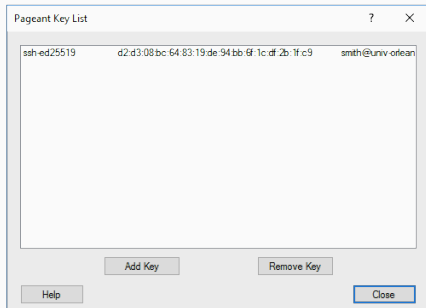 Pageant Key List ? ×
ssh-ed25519 d2:d3:08:bc:64:83:19:de:94:bb:6f:1c:df:2b:1f:c9 smith@univ-orlean
Add Key Remove Key
Help Close